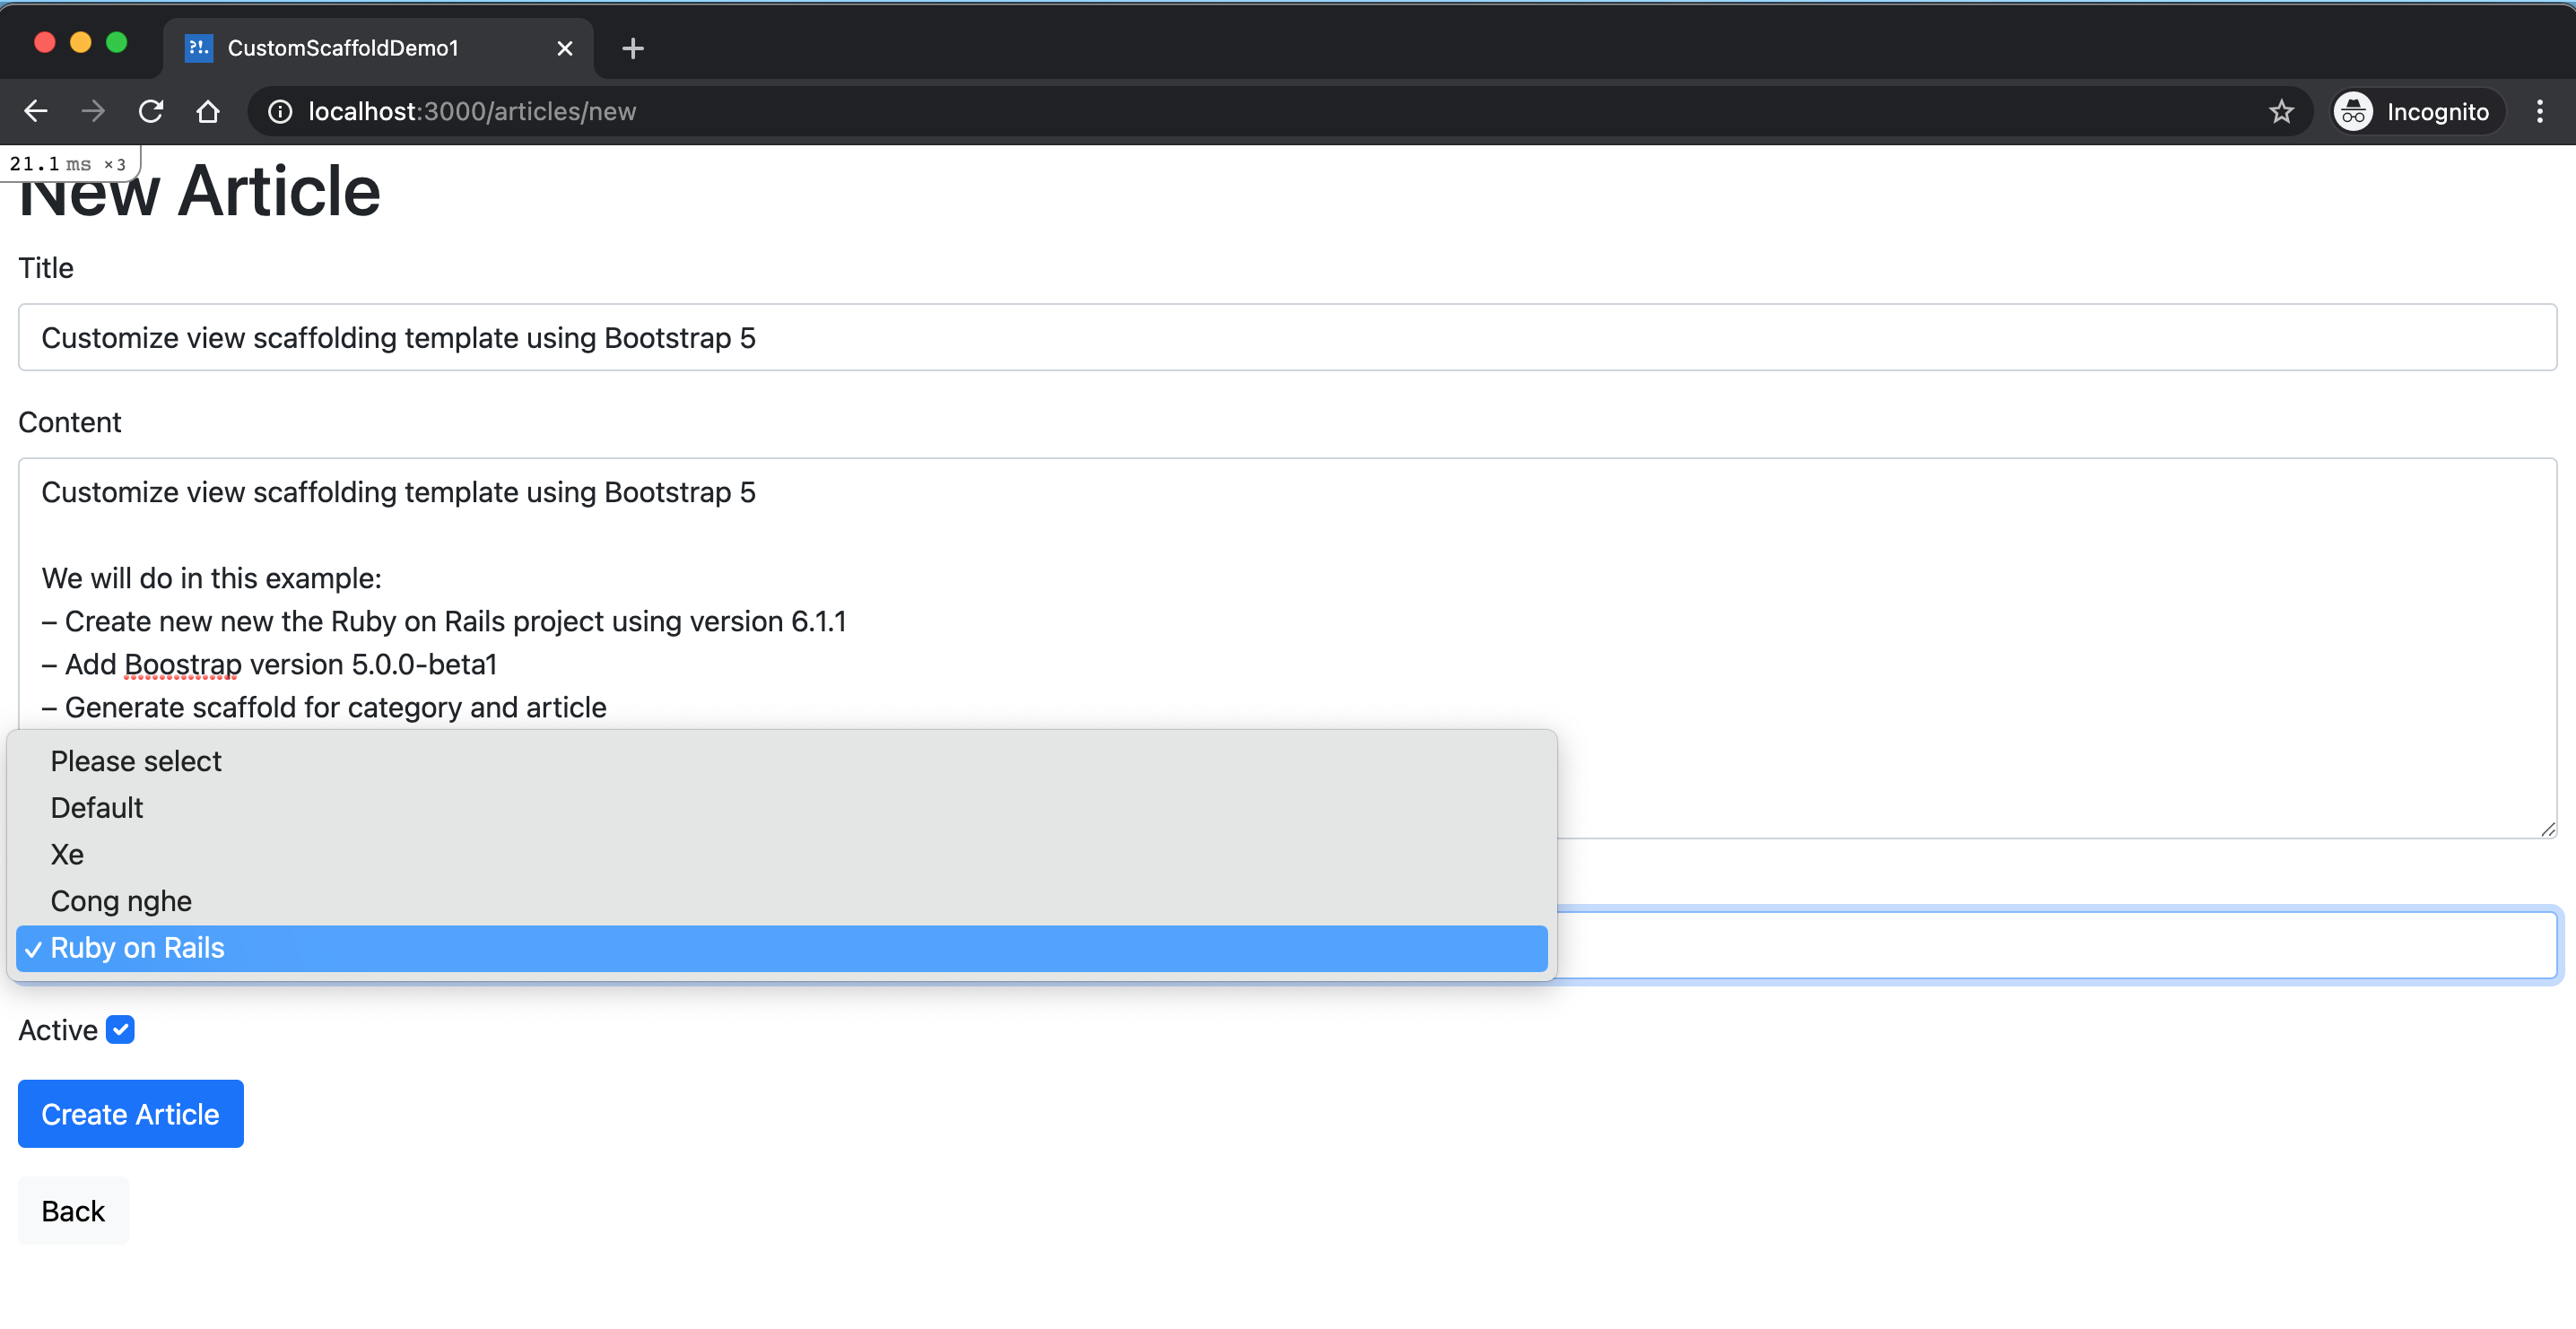 CustomScaffoldDemo1
localhost:3000/articles/new
Incognito
21.1 ms ×3
New Article
Title
Customize view scaffolding template using Bootstrap 5
Content
Customize view scaffolding template using Bootstrap 5
We will do in this example:
– Create new new the Ruby on Rails project using version 6.1.1
– Add Boostrap version 5.0.0-beta1
– Generate scaffold for category and article
Please select
Default
Xe
Cong nghe
✓ Ruby on Rails
Active
Create Article
Back